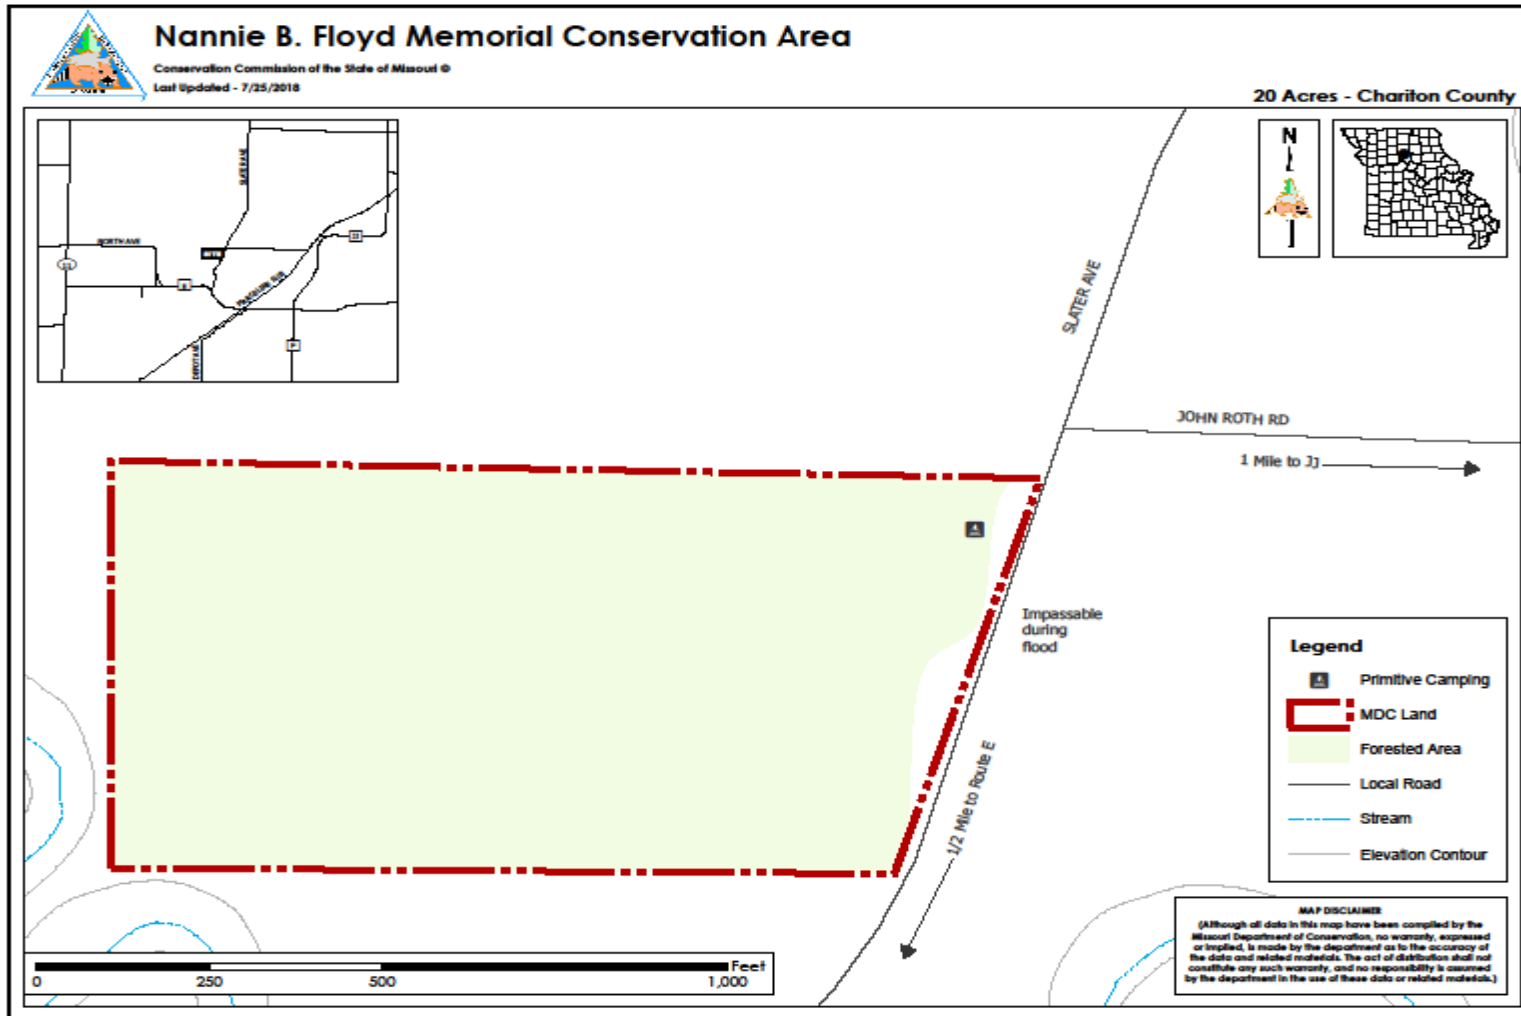 Nannie B. Floyd Memorial Conservation Area
Conservation Commission of the State of Missouri ©
Last Updated - 7/25/2018
20 Acres - Chariton County
N
SLATER AVE
NORTH AVE
E
JJ
F
SLATER AVE
JOHN ROTH RD
1 Mile to JJ
Impassable
during
flood
1/2 Mile to Route E
Legend
Primitive Camping
MDC Land
Forested Area
Local Road
Stream
Elevation Contour
MAP DISCLAIMER
(Although all data in this map have been compiled by the
Missouri Department of Conservation, no warranty, expressed
or implied, is made by the department as to the accuracy of
the data and related materials. The act of distribution shall not
constitute any such warranty, and no responsibility is assumed
by the department in the use of these data or related materials.)
Feet
0 250 500 1,000